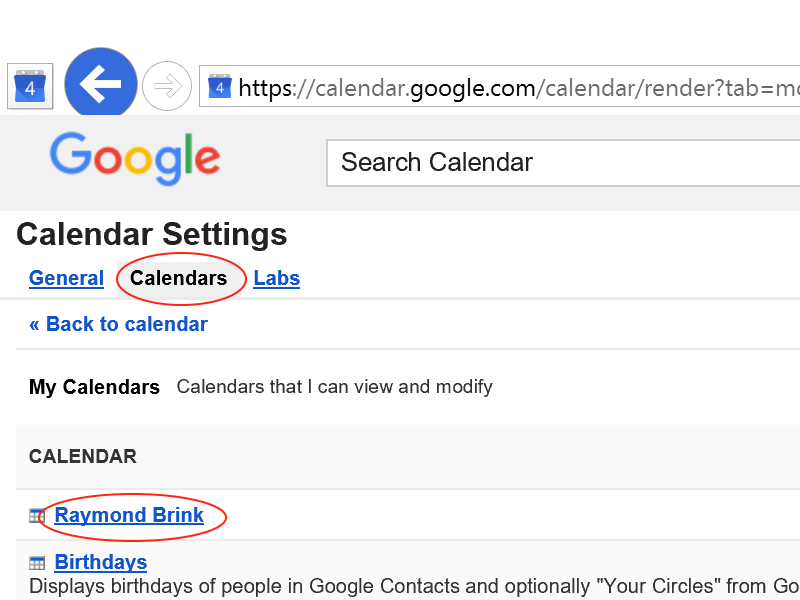 4
4 https://calendar.google.com/calendar/render?tab=mc
Google
Search Calendar
Calendar Settings
General Calendars Labs
« Back to calendar
My Calendars Calendars that I can view and modify
CALENDAR
Raymond Brink
Birthdays
Displays birthdays of people in Google Contacts and optionally "Your Circles" from Go